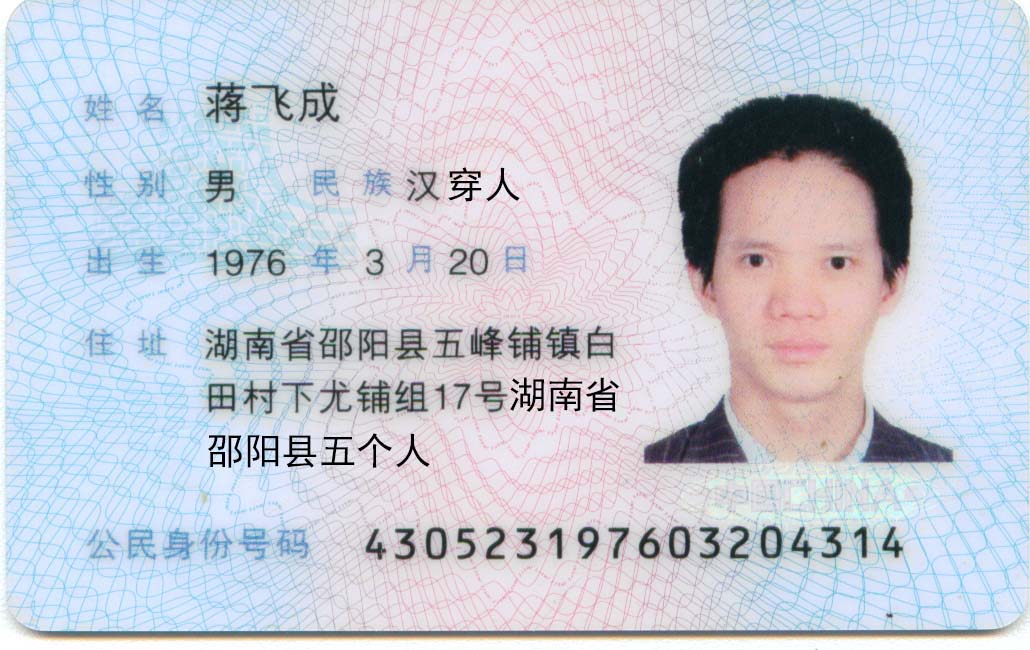 姓名 蒋飞成
性别 男 民族 汉穿人
出生 1976 年 3 月 20 日
住址 湖南省邵阳县五峰铺镇白
田村下尤铺组17号湖南省
邵阳县五个人
公民身份号码 430523197603204314